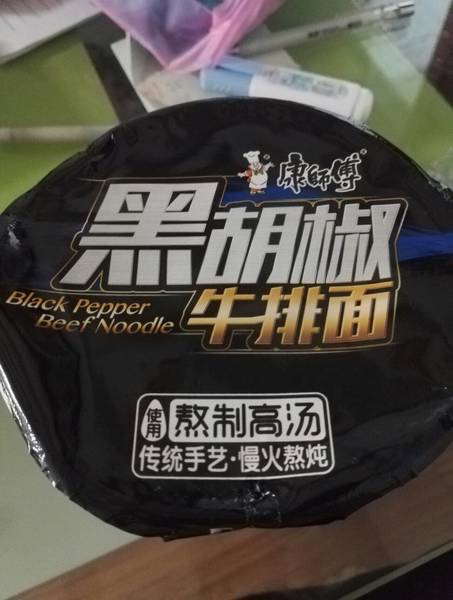 康師傅
黑胡椒
Black Pepper
Beef Noodle
牛排面
使用
熬制高汤
传统手艺·慢火熬炖